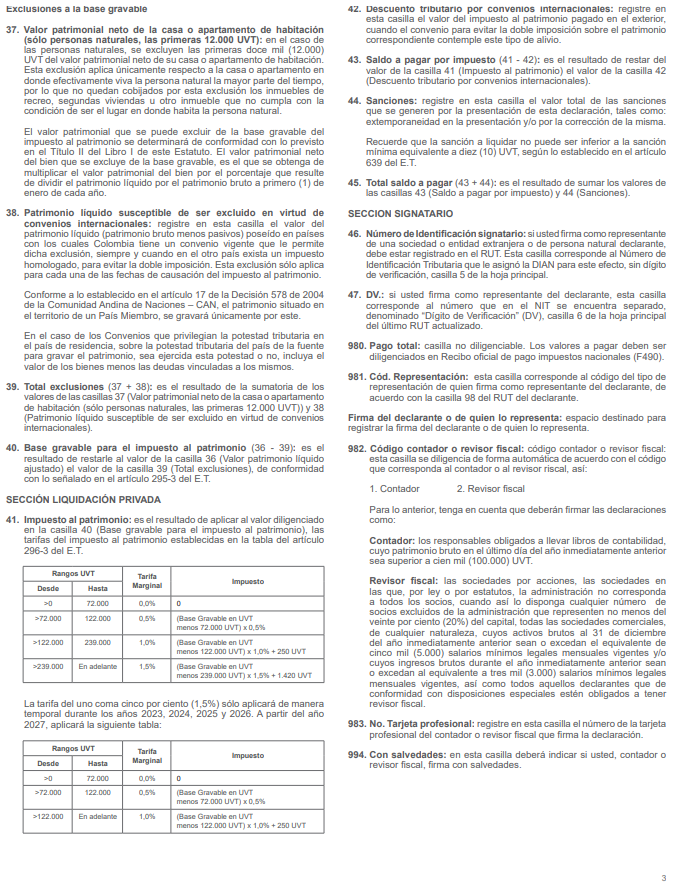 Exclusiones a la base gravable
37. Valor patrimonial neto de la casa o apartamento de habitación
(sólo personas naturales, las primeras 12.000 UVT): en el caso de
las personas naturales, se excluyen las primeras doce mil (12.000)
UVT del valor patrimonial neto de su casa o apartamento de habitación.
Esta exclusión aplica únicamente respecto a la casa o apartamento en
donde efectivamente viva la persona natural la mayor parte del tiempo,
por lo que no quedan cobijados por esta exclusión los inmuebles de
recreo, segundas viviendas u otro inmueble que no cumpla con la
condición de ser el lugar en donde habita la persona natural.
El valor patrimonial que se puede excluir de la base gravable del
impuesto al patrimonio se determinará de conformidad con lo previsto
en el Título II del Libro I de este Estatuto. El valor patrimonial neto
del bien que se excluye de la base gravable, es el que se obtenga de
multiplicar el valor patrimonial del bien por el porcentaje que resulte
de dividir el patrimonio líquido por el patrimonio bruto a primero (1) de
enero de cada año.
38. Patrimonio líquido susceptible de ser excluido en virtud de
convenios internacionales: registre en esta casilla el valor del
patrimonio líquido (patrimonio bruto menos pasivos) poseído en países
con los cuales Colombia tiene un convenio vigente que le permite
dicha exclusión, siempre y cuando en el otro país exista un impuesto
homologado, para evitar la doble imposición. Esta exclusión sólo aplica
para cada una de las fechas de causación del impuesto al patrimonio.
Conforme a lo establecido en el artículo 17 de la Decisión 578 de 2004
de la Comunidad Andina de Naciones – CAN, el patrimonio situado en
el territorio de un País Miembro, se gravará únicamente por este.
En el caso de los Convenios que privilegian la potestad tributaria en
el país de residencia, sobre la potestad tributaria del país de la fuente
para gravar el patrimonio, sea ejercida esta potestad o no, incluya el
valor de los bienes menos las deudas vinculadas a los mismos.
39. Total exclusiones (37 + 38): es el resultado de la sumatoria de los
valores de las casillas 37 (Valor patrimonial neto de la casa o apartamento
de habitación (sólo personas naturales, las primeras 12.000 UVT)) y 38
(Patrimonio líquido susceptible de ser excluido en virtud de convenios
internacionales).
40. Base gravable para el impuesto al patrimonio (36 - 39): es el
resultado de restarle al valor de la casilla 36 (Valor patrimonio líquido
ajustado) el valor de la casilla 39 (Total exclusiones), de conformidad
con lo señalado en el artículo 295-3 del E.T.
SECCIÓN LIQUIDACIÓN PRIVADA
41. Impuesto al patrimonio: es el resultado de aplicar al valor diligenciado
en la casilla 40 (Base gravable para el impuesto al patrimonio), las
tarifas del impuesto al patrimonio establecidas en la tabla del artículo
296-3 del E.T.
Rangos UVT Tarifa Marginal Impuesto
Desde Hasta
>0 72.000 0,0% 0
>72.000 122.000 0,5% (Base Gravable en UVT
menos 72.000 UVT) x 0,5%
>122.000 239.000 1,0% (Base Gravable en UVT
menos 122.000 UVT) x 1,0% + 250 UVT
>239.000 En adelante 1,5% (Base Gravable en UVT
menos 239.000 UVT) x 1,5% + 1.420 UVT
La tarifa del uno coma cinco por ciento (1,5%) sólo aplicará de manera
temporal durante los años 2023, 2024, 2025 y 2026. A partir del año
2027, aplicará la siguiente tabla:
Rangos UVT Tarifa Marginal Impuesto
Desde Hasta
>0 72.000 0,0% 0
>72.000 122.000 0,5% (Base Gravable en UVT
menos 72.000 UVT) x 0,5%
>122.000 En adelante 1,0% (Base Gravable en UVT
menos 122.000 UVT) x 1,0% + 250 UVT
42. Descuento tributario por convenios internacionales: registre en
esta casilla el valor del impuesto al patrimonio pagado en el exterior,
cuando el convenio para evitar la doble imposición sobre el patrimonio
correspondiente contemple este tipo de alivio.
43. Saldo a pagar por impuesto (41 - 42): es el resultado de restar del
valor de la casilla 41 (Impuesto al patrimonio) el valor de la casilla 42
(Descuento tributario por convenios internacionales).
44. Sanciones: registre en esta casilla el valor total de las sanciones
que se generen por la presentación de esta declaración, tales como:
extemporaneidad en la presentación y/o por la corrección de la misma.
Recuerde que la sanción a liquidar no puede ser inferior a la sanción
mínima equivalente a diez (10) UVT, según lo establecido en el artículo
639 del E.T.
45. Total saldo a pagar (43 + 44): es el resultado de sumar los valores de
las casillas 43 (Saldo a pagar por impuesto) y 44 (Sanciones).
SECCION SIGNATARIO
46. Número de Identificación signatario: si usted firma como representante
de una sociedad o entidad extranjera o de persona natural declarante,
debe estar registrado en el RUT. Esta casilla corresponde al Número de
Identificación Tributaria que le asignó la DIAN para este efecto, sin dígito
de verificación, casilla 5 de la hoja principal.
47. DV.: si usted firma como representante del declarante, esta casilla
corresponde al número que en el NIT se encuentra separado,
denominado “Dígito de Verificación” (DV), casilla 6 de la hoja principal
del último RUT actualizado.
980. Pago total: casilla no diligenciable. Los valores a pagar deben ser
diligenciados en Recibo oficial de pago impuestos nacionales (F490).
981. Cód. Representación: esta casilla corresponde al código del tipo de
representación de quien firma como representante del declarante, de
acuerdo con la casilla 98 del RUT del declarante.
Firma del declarante o de quien lo representa: espacio destinado para
registrar la firma del declarante o de quien lo representa.
982. Código contador o revisor fiscal: código contador o revisor fiscal:
esta casilla se diligencia de forma automática de acuerdo con el código
que corresponda al contador o al revisor riscal, así:
1. Contador 2. Revisor fiscal
Para lo anterior, tenga en cuenta que deberán firmar las declaraciones
como:
Contador: los responsables obligados a llevar libros de contabilidad,
cuyo patrimonio bruto en el último día del año inmediatamente anterior
sea superior a cien mil (100.000) UVT.
Revisor fiscal: las sociedades por acciones, las sociedades en
las que, por ley o por estatutos, la administración no corresponda
a todos los socios, cuando así lo disponga cualquier número de
socios excluidos de la administración que representen no menos del
veinte por ciento (20%) del capital, todas las sociedades comerciales,
de cualquier naturaleza, cuyos activos brutos al 31 de diciembre
del año inmediatamente anterior sean o excedan el equivalente de
cinco mil (5.000) salarios mínimos legales mensuales vigentes y/o
cuyos ingresos brutos durante el año inmediatamente anterior sean
o excedan al equivalente a tres mil (3.000) salarios mínimos legales
mensuales vigentes, así como todos aquellos declarantes que de
conformidad con disposiciones especiales estén obligados a tener
revisor fiscal.
983. No. Tarjeta profesional: registre en esta casilla el número de la tarjeta
profesional del contador o revisor fiscal que firma la declaración.
994. Con salvedades: en esta casilla deberá indicar si usted, contador o
revisor fiscal, firma con salvedades.
3